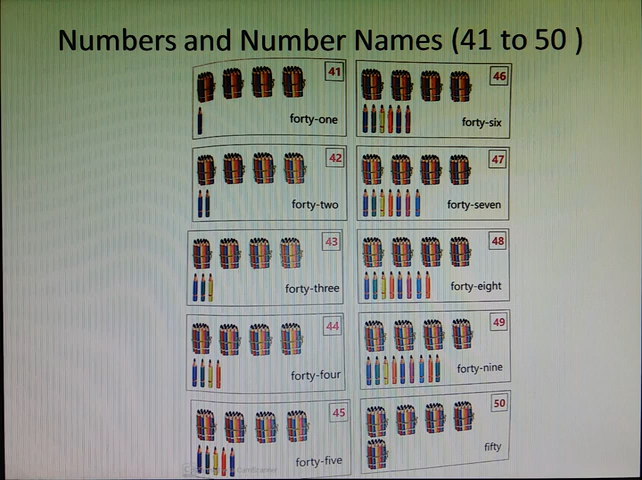 Numbers and Number Names (41 to 50 )
41
forty-one
42
forty-two
43
forty-three
44
forty-four
45
forty-five
46
forty-six
47
forty-seven
48
forty-eight
49
forty-nine
50
fifty
CamScanner